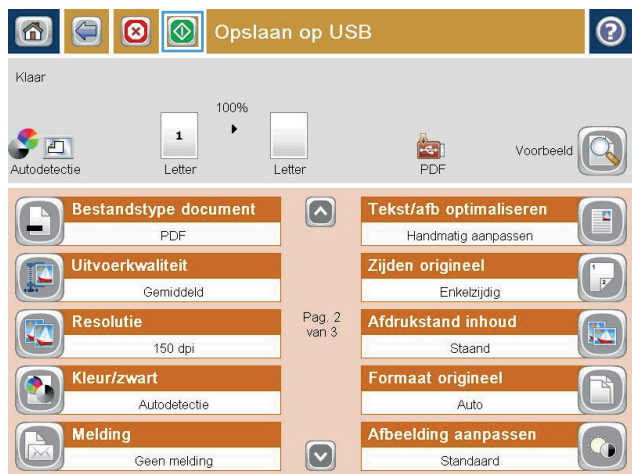 Opslaan op USB
Klaar
100%
1
Autodetectie
Letter
Letter
PDF
Voorbeeld
Bestandstype document
PDF
Uitvoerkwaliteit
Gemiddeld
Resolutie
150 dpi
Kleur/zwart
Autodetectie
Melding
Geen melding
Pag. 2
van 3
Tekst/afb optimaliseren
Handmatig aanpassen
Zijden origineel
Enkelzijdig
Afdrukstand inhoud
Staand
Formaat origineel
Auto
Afbeelding aanpassen
Standaard